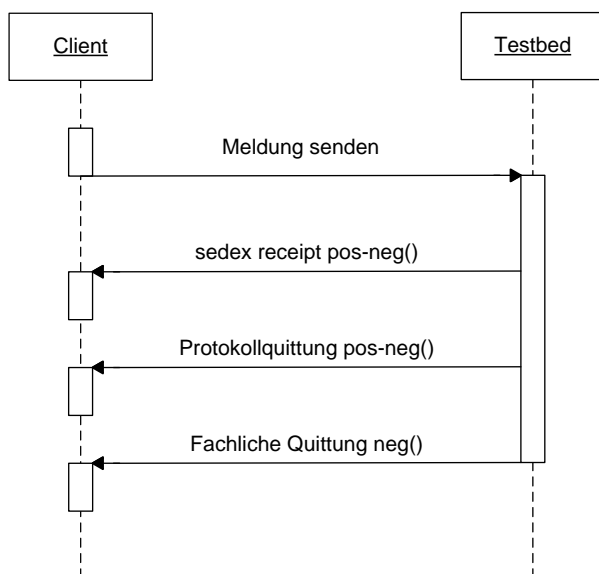 Client
Testbed
Meldung senden
sedex receipt pos-neg()
Protokollquittung pos-neg()
Fachliche Quittung neg()